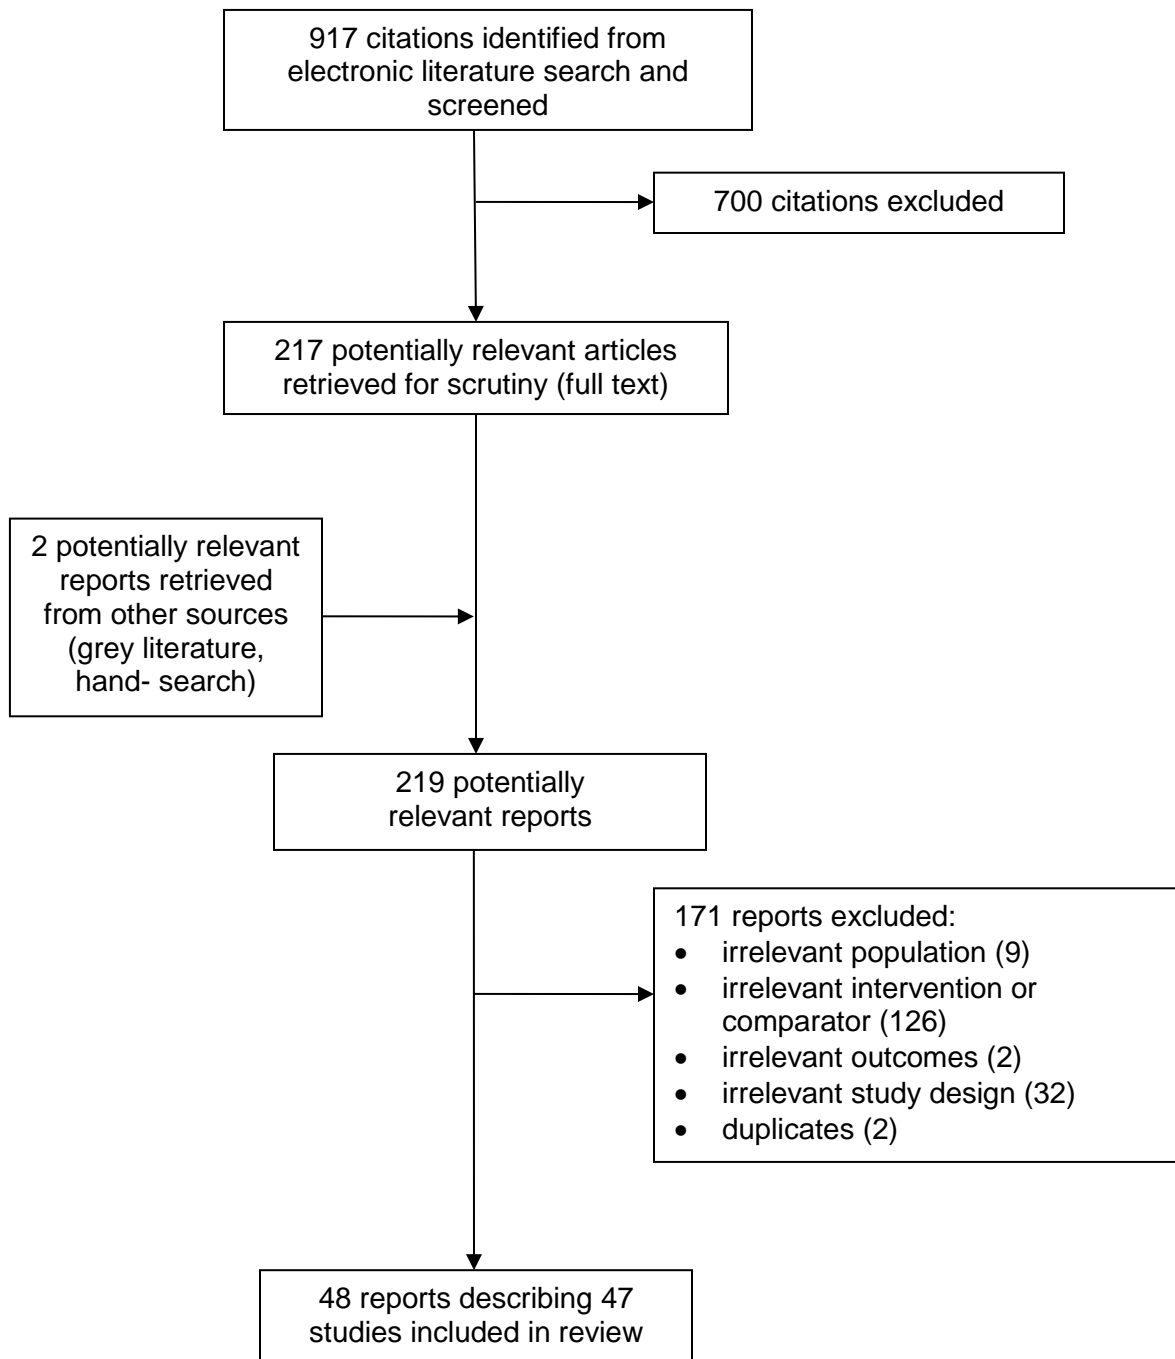 917 citations identified from
electronic literature search and
screened
700 citations excluded
217 potentially relevant articles
retrieved for scrutiny (full text)
2 potentially relevant
reports retrieved
from other sources
(grey literature,
hand- search)
219 potentially
relevant reports
171 reports excluded:
• irrelevant population (9)
• irrelevant intervention or
comparator (126)
• irrelevant outcomes (2)
• irrelevant study design (32)
• duplicates (2)
48 reports describing 47
studies included in review